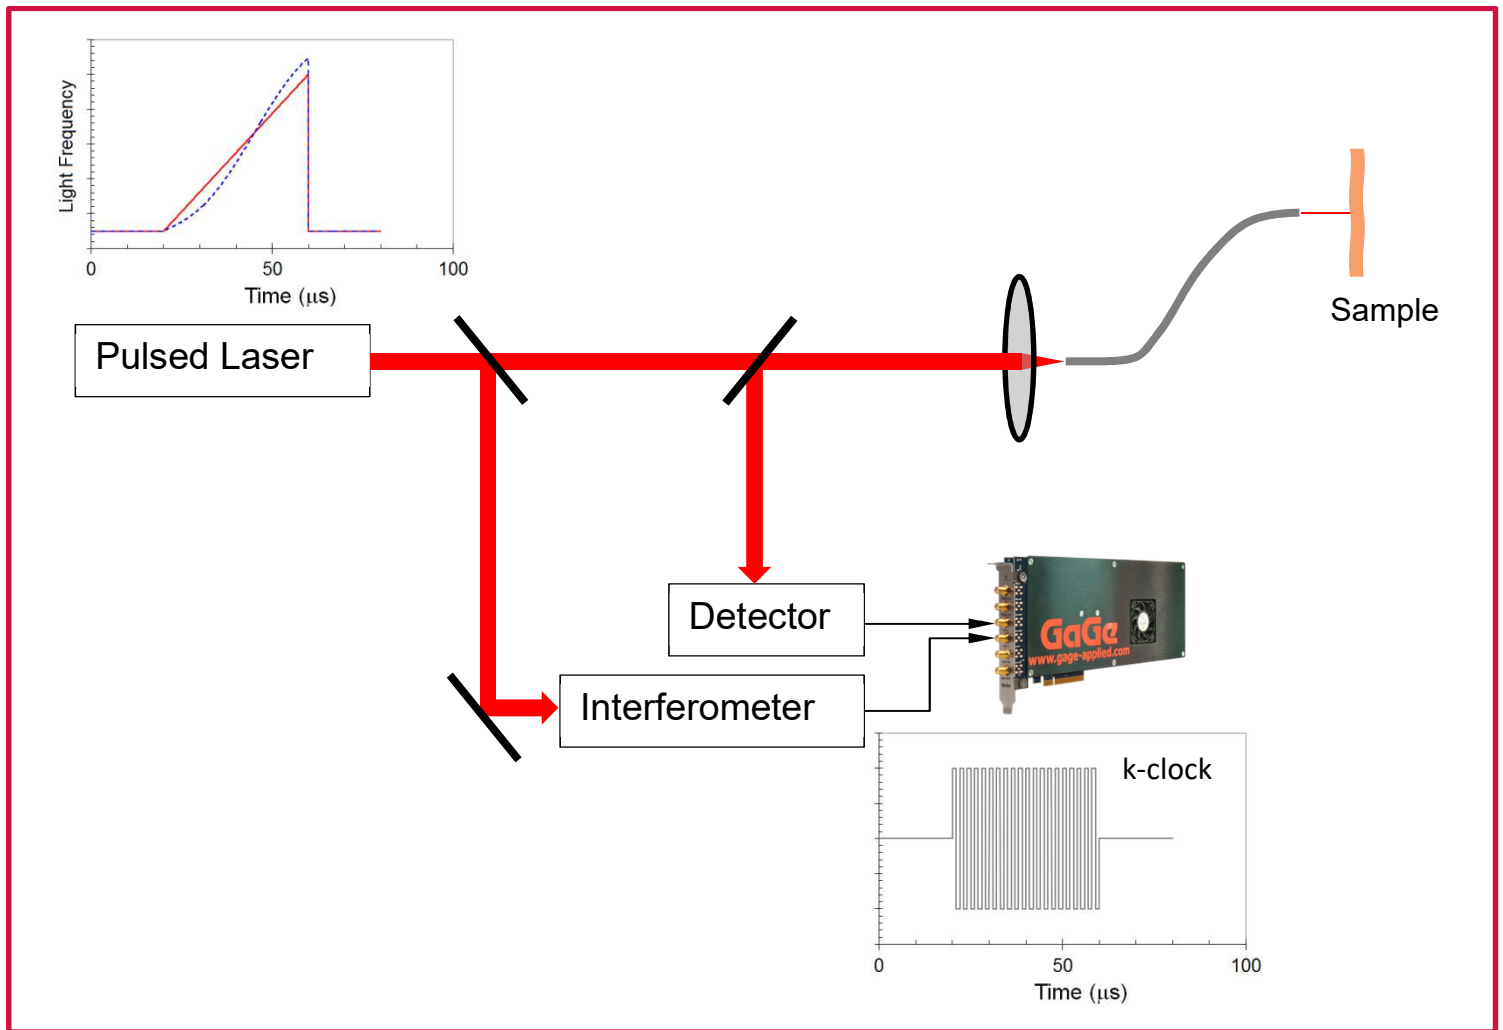 Light Frequency
0 50 100
Time (μs)
Pulsed Laser
Sample
Detector
GaGe
www.gage-applied.com
Interferometer
k-clock
0 50 100
Time (μs)